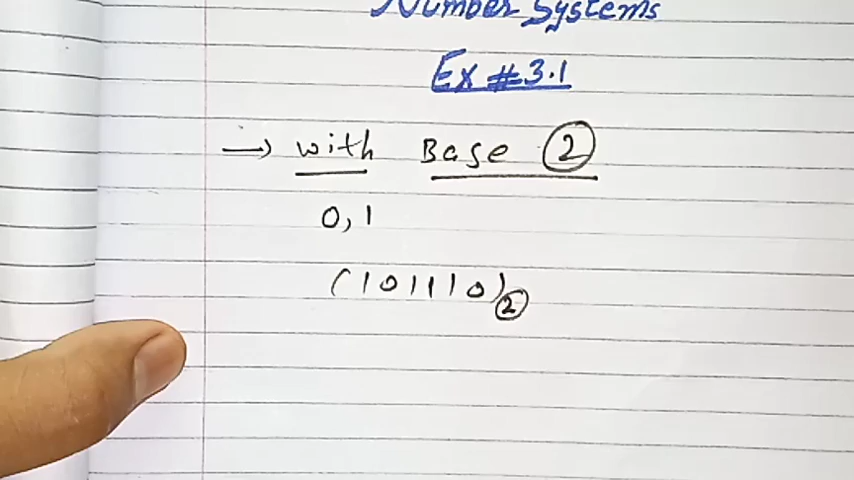 Number Systems
Ex #3.1
→ with Base 2
0, 1
(101110)2